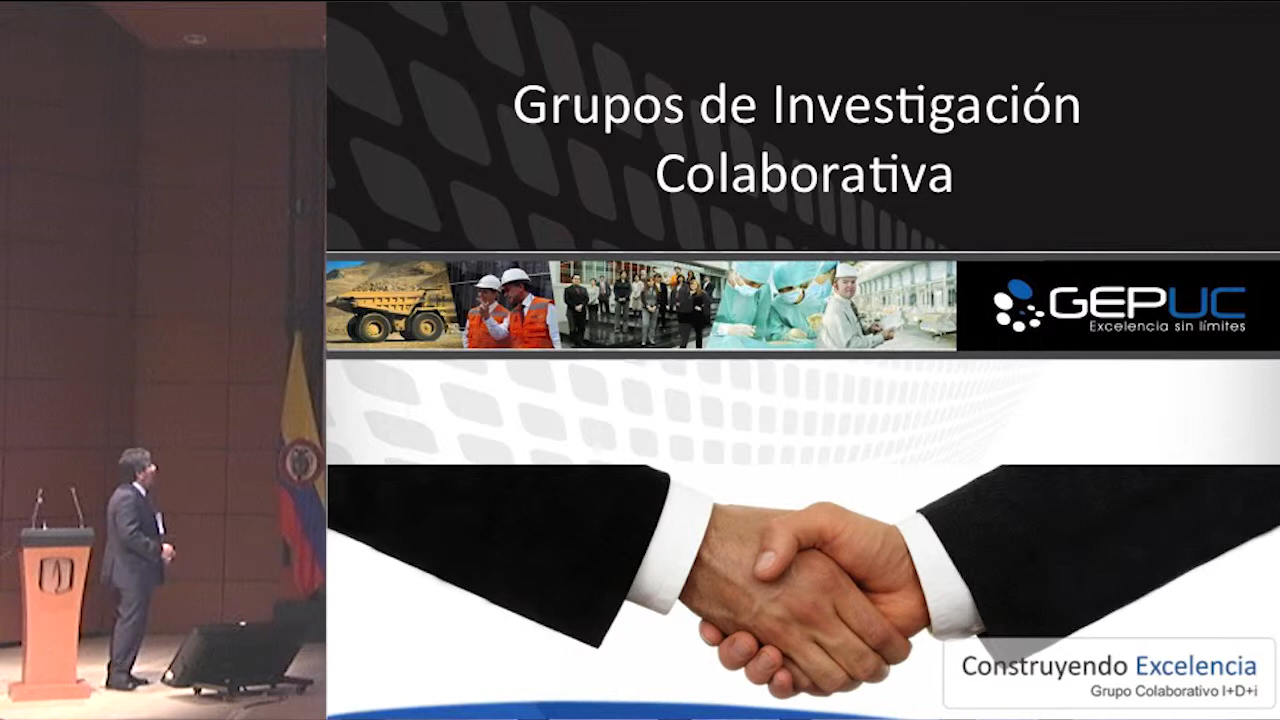 Grupos de Investigación
Colaborativa
GEPUC
Excelencia sin límites
Construyendo Excelencia
Grupo Colaborativo I+D+i